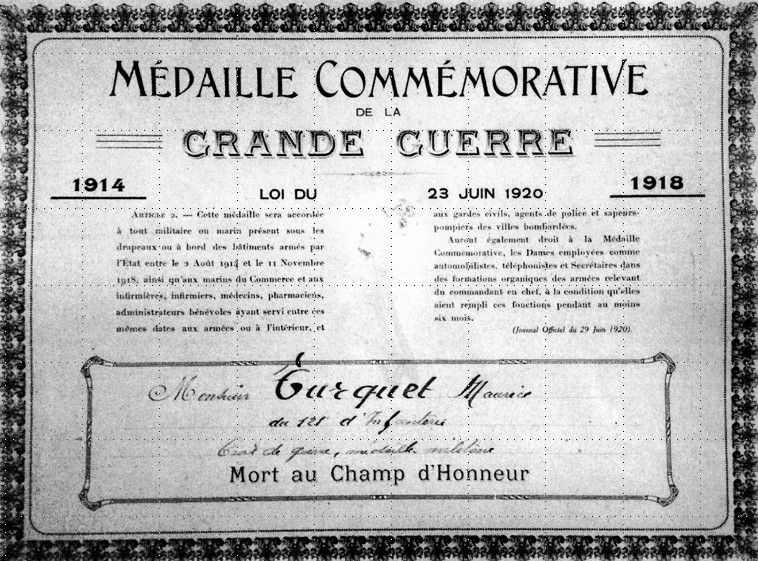 MÉDAILLE COMMÉMORATIVE
DE LA
GRANDE GUERRE
1914
1918
LOI DU 23 JUIN 1920
ARTICLE 2. — Cette médaille sera accordée
à tout militaire ou marin présent sous les
drapeaux ou à bord des bâtiments armés par
l'État entre le 2 Août 1914 et le 11 Novembre
1918, ainsi qu'aux marins du Commerce et aux
infirmières, infirmiers, médecins, pharmaciens,
administrateurs bénévoles ayant servi entre ces
mêmes dates aux armées ou à l'intérieur, et
aux gardes civils, agents de police et sapeurs-
pompiers des villes bombardées.
Auront également droit à la Médaille
Commémorative, les Dames employées comme
automobilistes, téléphonistes et Secrétaires dans
des formations organiques des armées relevant
du commandant en chef, à la condition qu'elles
aient rempli ces fonctions pendant au moins
six mois.
(Journal Officiel du 29 Juin 1920).
Monsieur Turquet Maurice
du 121 d'Infanterie
Croix de guerre, médaille militaire
Mort au Champ d'Honneur